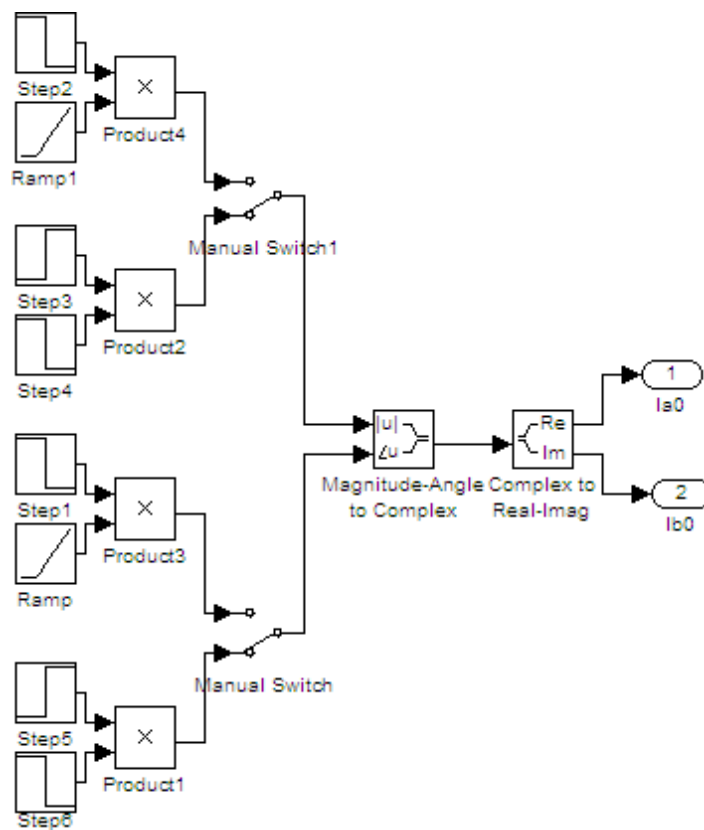 Step2
×
Product4
Ramp1
Manual Switch1
Step3
×
Product2
Step4
1
Ia0
|u|
∠u
Re
Im
Magnitude-Angle
to Complex
Complex to
Real-Imag
2
Ib0
Step1
×
Product3
Ramp
Manual Switch
Step5
×
Product1
Step6